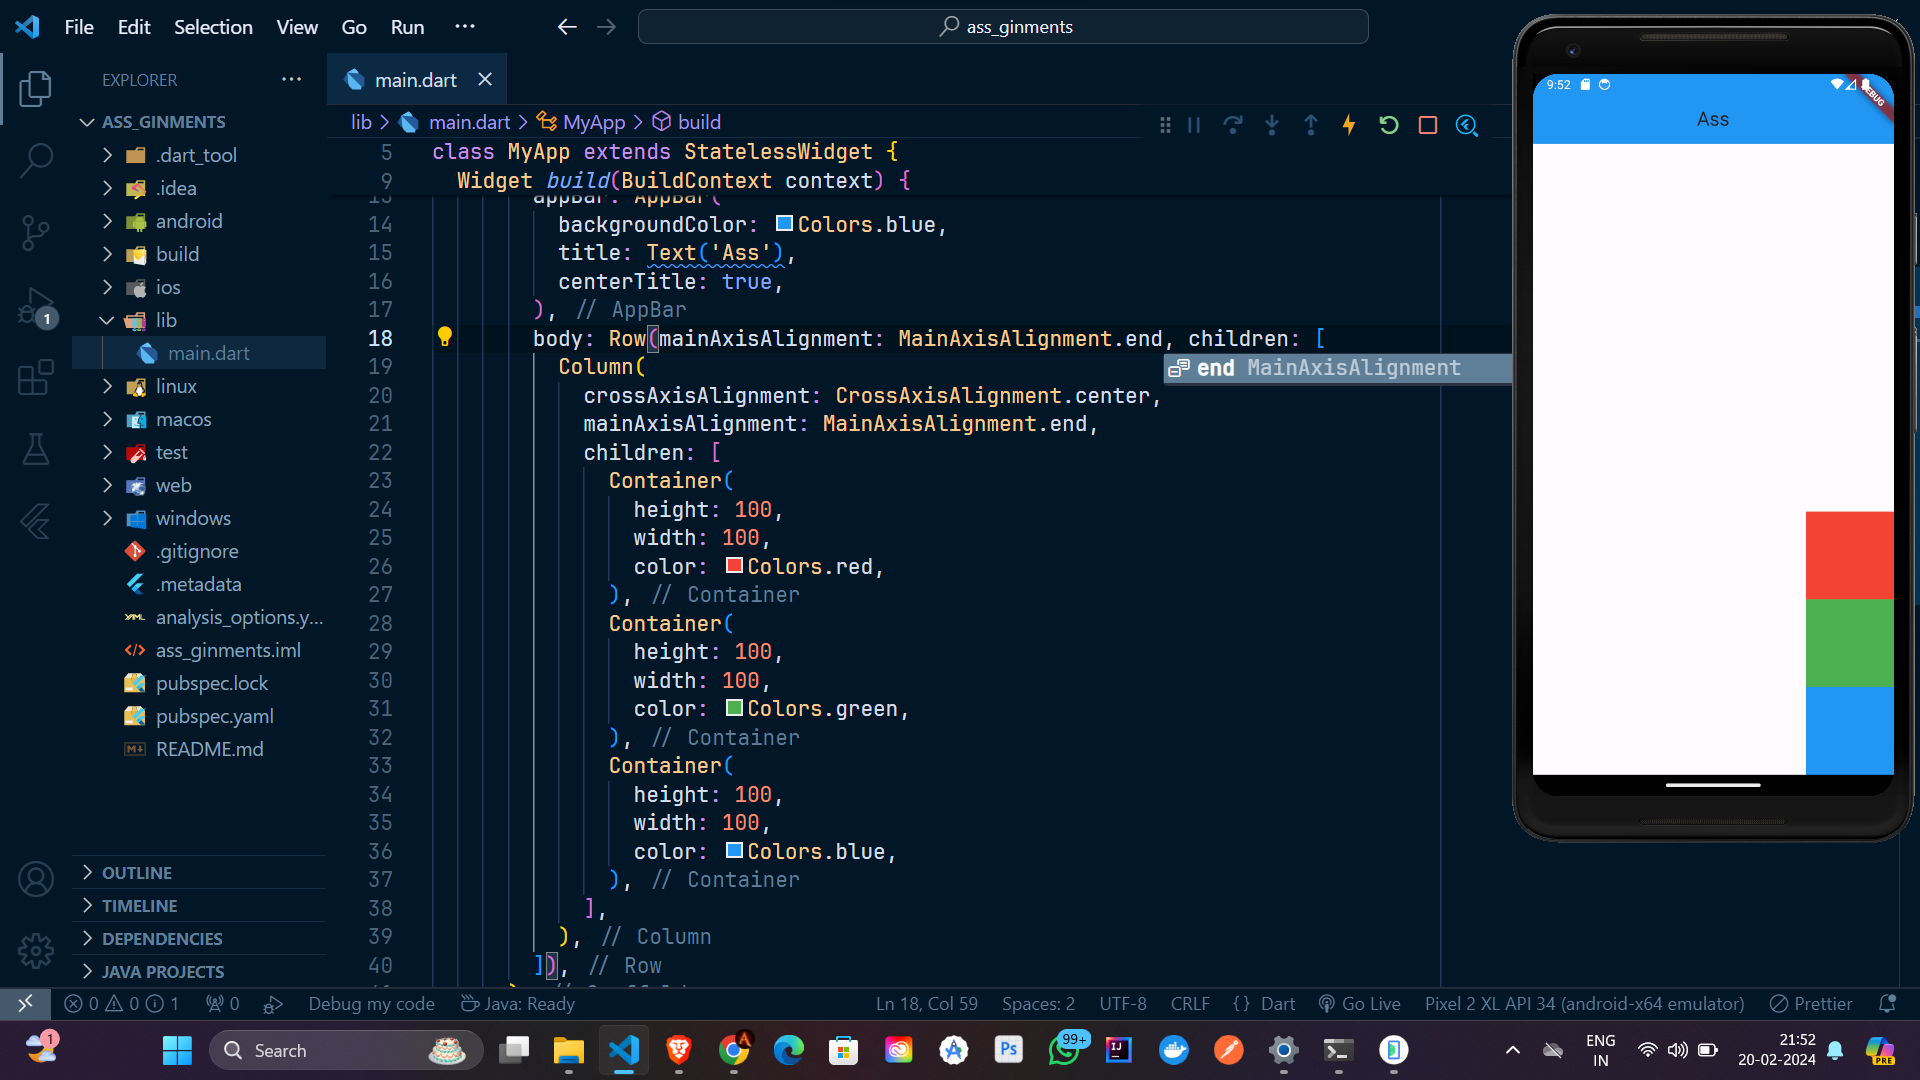 File Edit Selection View Go Run ···
ass_ginments
EXPLORER
main.dart
ASS_GINMENTS
.dart_tool
.idea
android
build
ios
lib
main.dart
linux
macos
test
web
windows
.gitignore
.metadata
analysis_options.y...
ass_ginments.iml
pubspec.lock
pubspec.yaml
README.md
OUTLINE
TIMELINE
DEPENDENCIES
JAVA PROJECTS
1
lib > main.dart > MyApp > build
5 class MyApp extends StatelessWidget {
9 Widget build(BuildContext context) {
13 appBar: AppBar(
14 backgroundColor: Colors.blue,
15 title: Text('Ass'),
16 centerTitle: true,
17 ), // AppBar
18 body: Row(mainAxisAlignment: MainAxisAlignment.end, children: [
end MainAxisAlignment
19 Column(
20 crossAxisAlignment: CrossAxisAlignment.center,
21 mainAxisAlignment: MainAxisAlignment.end,
22 children: [
23 Container(
24 height: 100,
25 width: 100,
26 color: Colors.red,
27 ), // Container
28 Container(
29 height: 100,
30 width: 100,
31 color: Colors.green,
32 ), // Container
33 Container(
34 height: 100,
35 width: 100,
36 color: Colors.blue,
37 ), // Container
38 ],
39 ), // Column
40 ]), // Row
9:52
DEBUG
Ass
0 0 1 0 Debug my code Java: Ready Ln 18, Col 59 Spaces: 2 UTF-8 CRLF {} Dart Go Live Pixel 2 XL API 34 (android-x64 emulator) Prettier
1
Search
A
Ps
99+
IJ
ENG
IN
21:52
20-02-2024
PRE